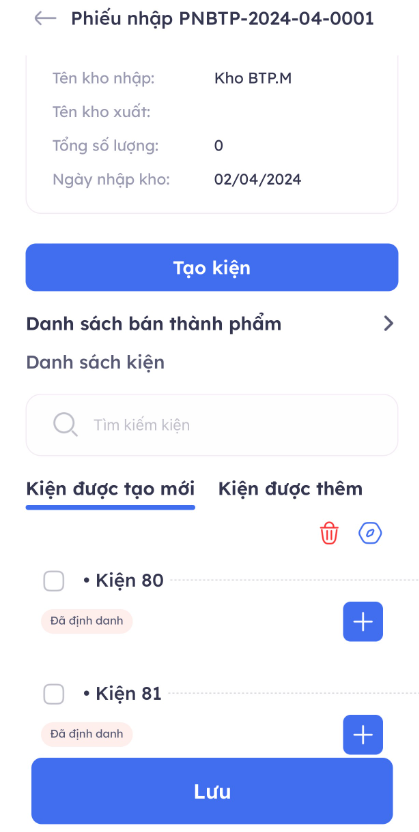 Phiếu nhập PNBTP-2024-04-0001
Tên kho nhập: Kho BTP.M
Tên kho xuất:
Tổng số lượng: 0
Ngày nhập kho: 02/04/2024
Tạo kiện
Danh sách bán thành phẩm
Danh sách kiện
Tìm kiếm kiện
Kiện được tạo mới Kiện được thêm
• Kiện 80
Đã định danh
• Kiện 81
Đã định danh
Lưu